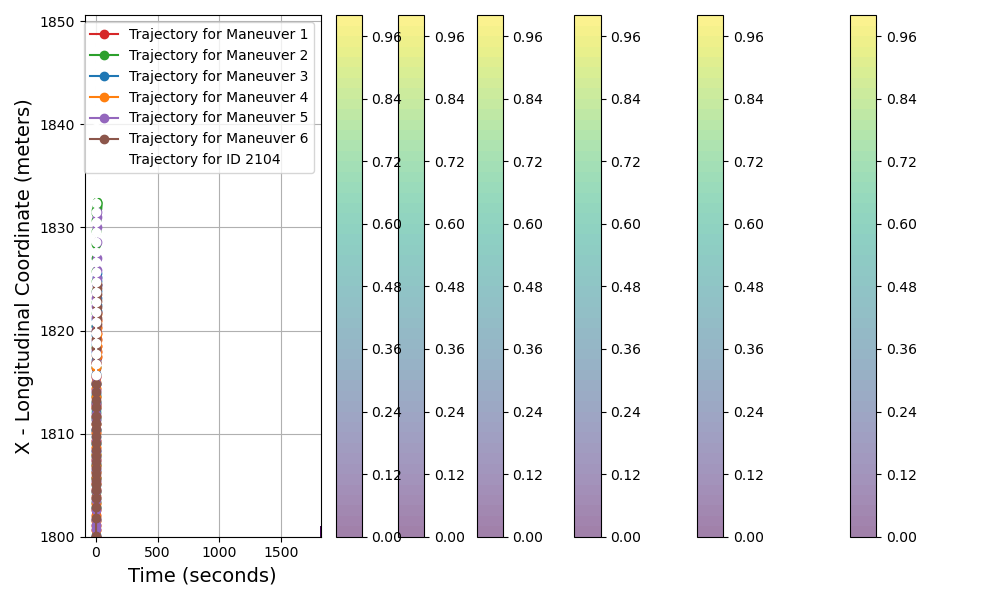 1850
1840
1830
1820
1810
1800
X - Longitudinal Coordinate (meters)
Trajectory for Maneuver 1
Trajectory for Maneuver 2
Trajectory for Maneuver 3
Trajectory for Maneuver 4
Trajectory for Maneuver 5
Trajectory for Maneuver 6
Trajectory for ID 2104
0 500 1000 1500
Time (seconds)
0.96 0.96 0.96 0.96 0.96 0.96
0.84 0.84 0.84 0.84 0.84 0.84
0.72 0.72 0.72 0.72 0.72 0.72
0.60 0.60 0.60 0.60 0.60 0.60
0.48 0.48 0.48 0.48 0.48 0.48
0.36 0.36 0.36 0.36 0.36 0.36
0.24 0.24 0.24 0.24 0.24 0.24
0.12 0.12 0.12 0.12 0.12 0.12
0.00 0.00 0.00 0.00 0.00 0.00